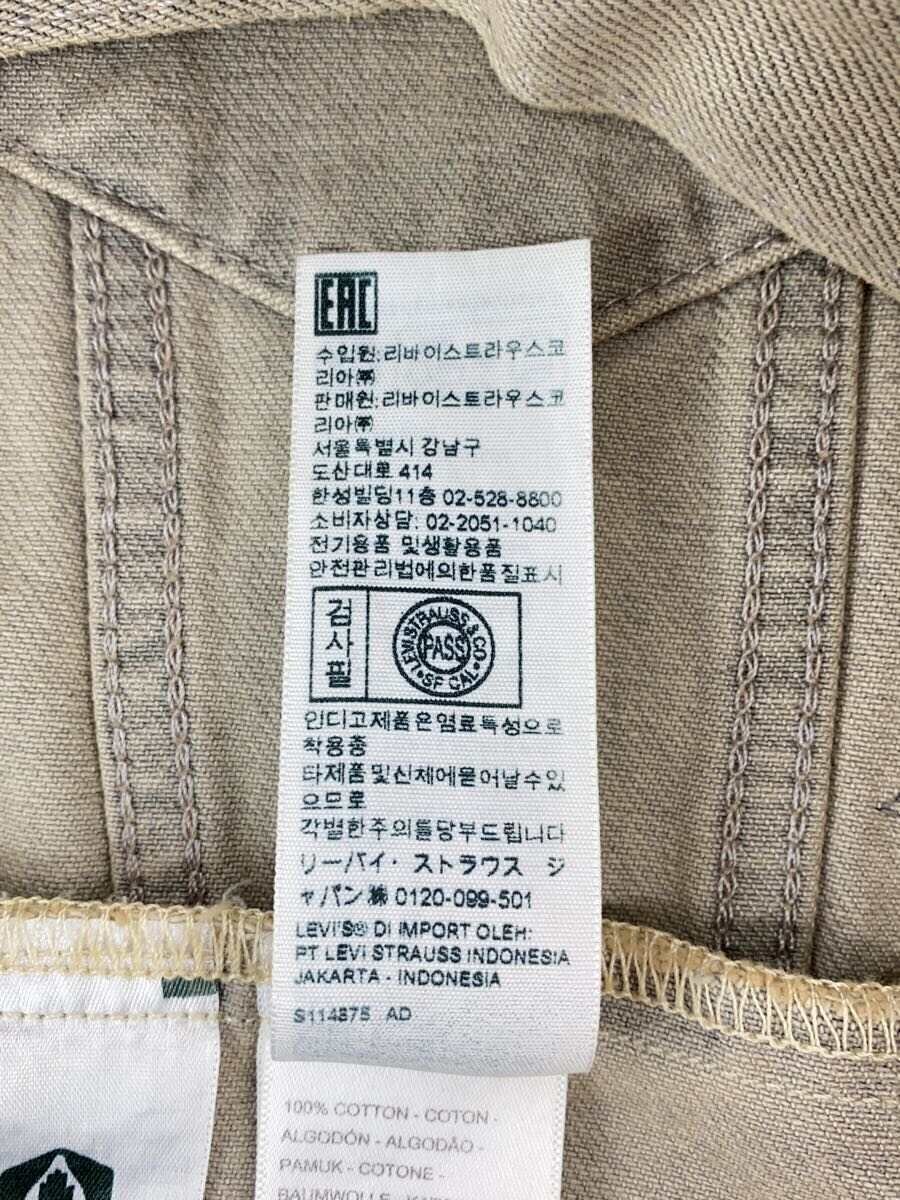 EAC
수입원:리바이스트라우스코
리아㈜
판매원:리바이스트라우스코
리아㈜
서울특별시 강남구
도산대로 414
한성빌딩11층 02-528-8800
소비자상담: 02-2051-1040
전기용품 및생활용품
안전관리법에의한품질표시
검사필
LEVI STRAUSS & CO
PASS
SF CAL
인디고제품은염료특성으로
착용중
타제품및신체에묻어날수있
으므로
각별한주의를당부드립니다
リーバイ・ストラウス ジ
ャパン㈱ 0120-099-501
LEVI'S® DI IMPORT OLEH:
PT LEVI STRAUSS INDONESIA
JAKARTA - INDONESIA
S114875 AD
100% COTTON - COTON -
ALGODÓN - ALGODÃO -
PAMUK - COTONE -
BAUMWOLLE -